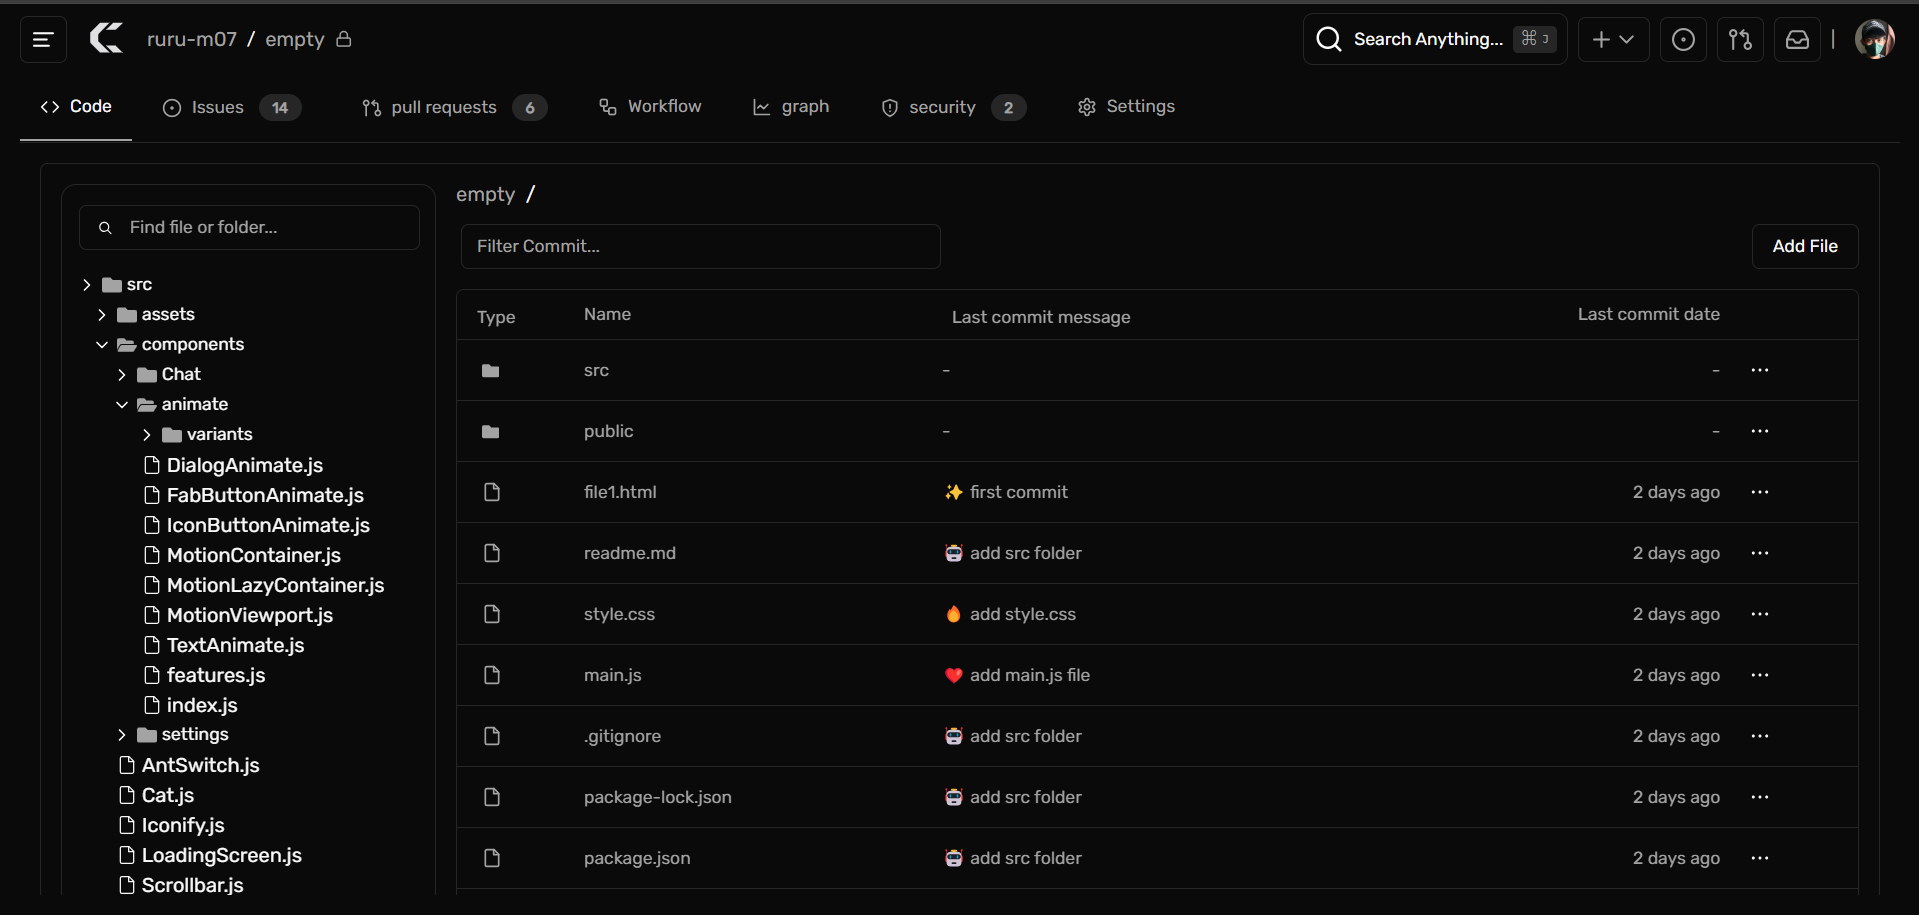 ruru-m07 / empty
Search Anything... ⌘ J
Code
Issues 14
pull requests 6
Workflow
graph
security 2
Settings
Find file or folder...
src
assets
components
Chat
animate
variants
DialogAnimate.js
FabButtonAnimate.js
IconButtonAnimate.js
MotionContainer.js
MotionLazyContainer.js
MotionViewport.js
TextAnimate.js
features.js
index.js
settings
AntSwitch.js
Cat.js
Iconify.js
LoadingScreen.js
Scrollbar.js
empty /
Filter Commit...
Add File
Type Name Last commit message Last commit date
src - - ...
public - - ...
file1.html ✨ first commit 2 days ago ...
readme.md 🤖 add src folder 2 days ago ...
style.css 🔥 add style.css 2 days ago ...
main.js ❤️ add main.js file 2 days ago ...
.gitignore 🤖 add src folder 2 days ago ...
package-lock.json 🤖 add src folder 2 days ago ...
package.json 🤖 add src folder 2 days ago ...